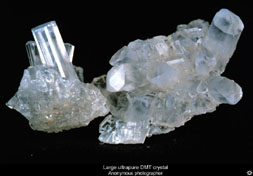 Large ultrapure DMT crystal
Anonymous photographer